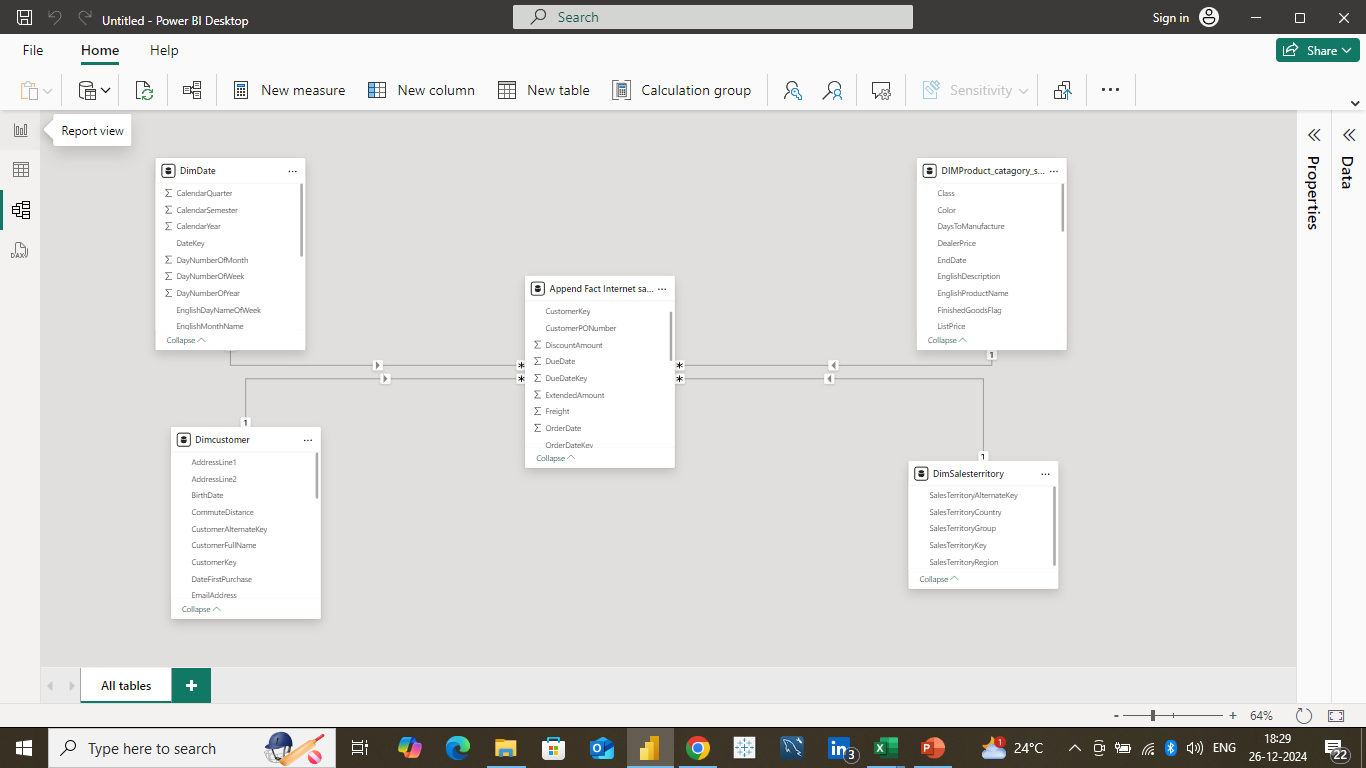 Untitled - Power BI Desktop
Search
Sign in
File
Home
Help
Share
New measure
New column
New table
Calculation group
Sensitivity
Report view
DimDate
CalendarQuarter
CalendarSemester
CalendarYear
DateKey
DayNumberOfMonth
DayNumberOfWeek
DayNumberOfYear
EnglishDayNameOfWeek
EnglishMonthName
Collapse
DIMProduct_catagory_s...
Class
Color
DaysToManufacture
DealerPrice
EndDate
EnglishDescription
EnglishProductName
FinishedGoodsFlag
ListPrice
Collapse
1
Append Fact Internet sa...
CustomerKey
CustomerPONumber
DiscountAmount
DueDate
DueDateKey
ExtendedAmount
Freight
OrderDate
OrderDateKey
Collapse
*
*
*
*
1
Dimcustomer
AddressLine1
AddressLine2
BirthDate
CommuteDistance
CustomerAlternateKey
CustomerFullName
CustomerKey
DateFirstPurchase
EmailAddress
Collapse
1
DimSalesterritory
SalesTerritoryAlternateKey
SalesTerritoryCountry
SalesTerritoryGroup
SalesTerritoryKey
SalesTerritoryRegion
Collapse
Properties
Data
DAX
All tables
+
- + 64%
Type here to search
in 3
1 24°C
ENG
18:29
26-12-2024
22